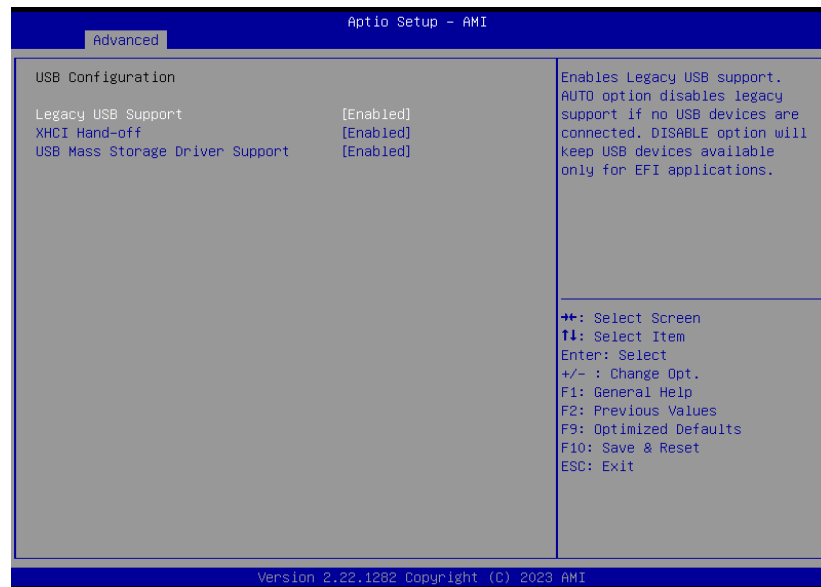 Aptio Setup – AMI
Advanced
USB Configuration
Legacy USB Support [Enabled]
XHCI Hand-off [Enabled]
USB Mass Storage Driver Support [Enabled]
Enables Legacy USB support.
AUTO option disables legacy
support if no USB devices are
connected. DISABLE option will
keep USB devices available
only for EFI applications.
→←: Select Screen
↑↓: Select Item
Enter: Select
+/- : Change Opt.
F1: General Help
F2: Previous Values
F9: Optimized Defaults
F10: Save & Reset
ESC: Exit
Version 2.22.1282 Copyright (C) 2023 AMI